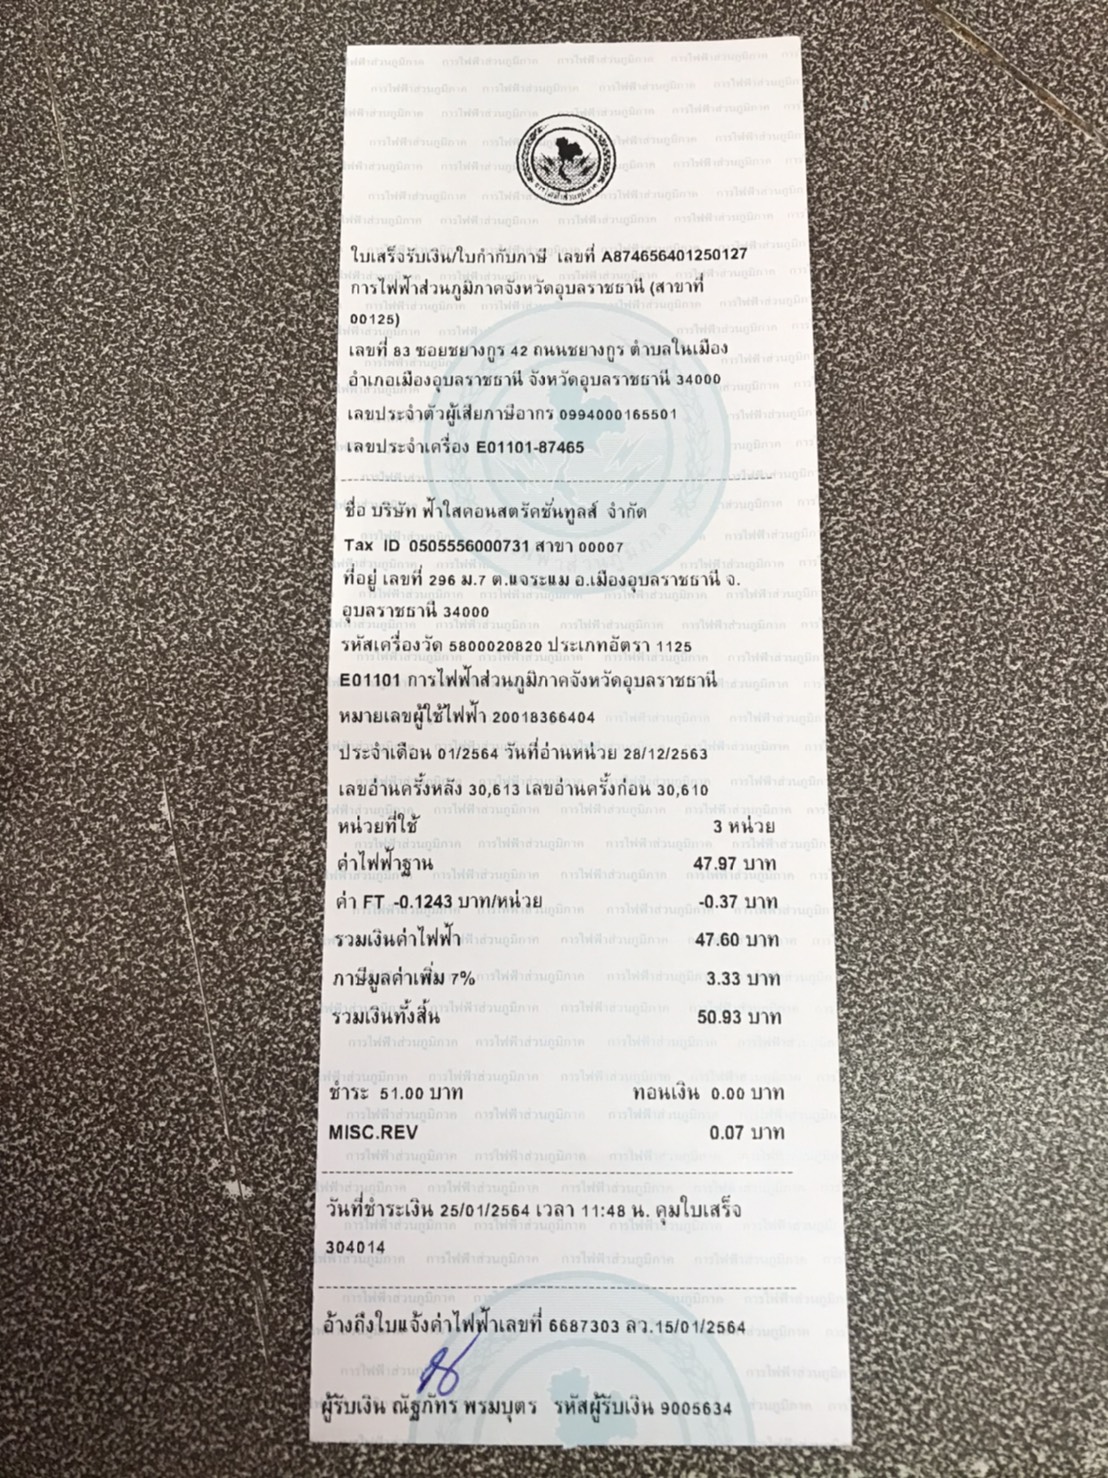 การไฟฟ้าส่วนภูมิภาค
ใบเสร็จรับเงิน/ใบกำกับภาษี เลขที่ A874656401250127
การไฟฟ้าส่วนภูมิภาคจังหวัดอุบลราชธานี (สาขาที่
00125)
เลขที่ 83 ซอยชยางกูร 42 ถนนชยางกูร ตำบลในเมือง
อำเภอเมืองอุบลราชธานี จังหวัดอุบลราชธานี 34000
เลขประจำตัวผู้เสียภาษีอากร 0994000165501
เลขประจำเครื่อง E01101-87465
ชื่อ บริษัท ฟ้าใสคอนสตรัคชั่นทูลส์ จำกัด
Tax ID 0505556000731 สาขา 00007
ที่อยู่ เลขที่ 296 ม.7 ต.แจระแม อ.เมืองอุบลราชธานี จ.
อุบลราชธานี 34000
รหัสเครื่องวัด 5800020820 ประเภทอัตรา 1125
E01101 การไฟฟ้าส่วนภูมิภาคจังหวัดอุบลราชธานี
หมายเลขผู้ใช้ไฟฟ้า 20018366404
ประจำเดือน 01/2564 วันที่อ่านหน่วย 28/12/2563
เลขอ่านครั้งหลัง 30,613 เลขอ่านครั้งก่อน 30,610
หน่วยที่ใช้ 3 หน่วย
ค่าไฟฟ้าฐาน 47.97 บาท
ค่า FT -0.1243 บาท/หน่วย -0.37 บาท
รวมเงินค่าไฟฟ้า 47.60 บาท
ภาษีมูลค่าเพิ่ม 7% 3.33 บาท
รวมเงินทั้งสิ้น 50.93 บาท
ชำระ 51.00 บาท ทอนเงิน 0.00 บาท
MISC.REV 0.07 บาท
วันที่ชำระเงิน 25/01/2564 เวลา 11:48 น. คุมใบเสร็จ
304014
อ้างถึงใบแจ้งค่าไฟฟ้าเลขที่ 6687303 ลว.15/01/2564
ผู้รับเงิน ณัฐภัทร พรมบุตร รหัสผู้รับเงิน 9005634